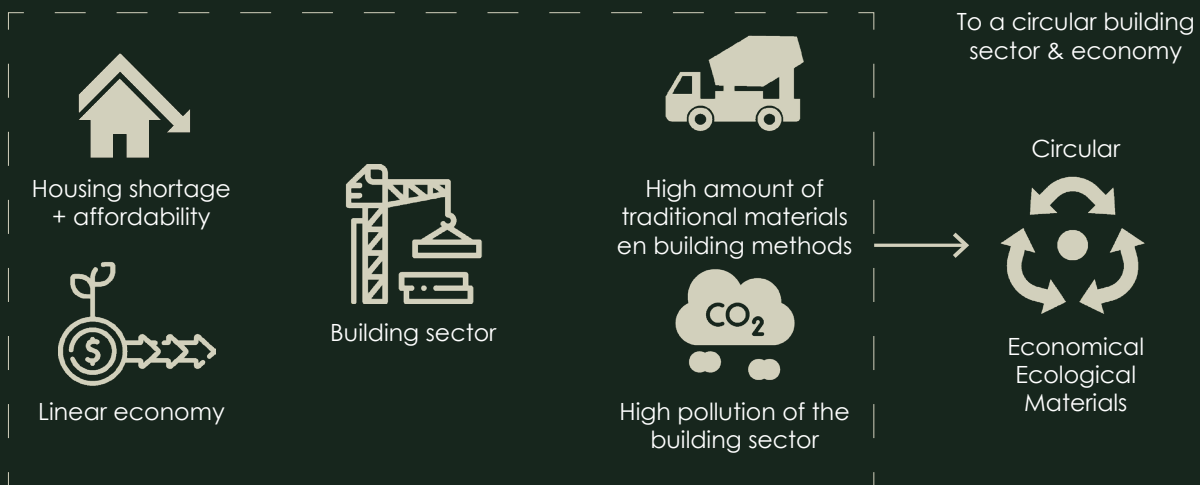 To a circular building
sector & economy
Housing shortage
+ affordability
$
Linear economy
Building sector
High amount of
traditional materials
en building methods
CO2
High pollution of the
building sector
Circular
Economical
Ecological
Materials